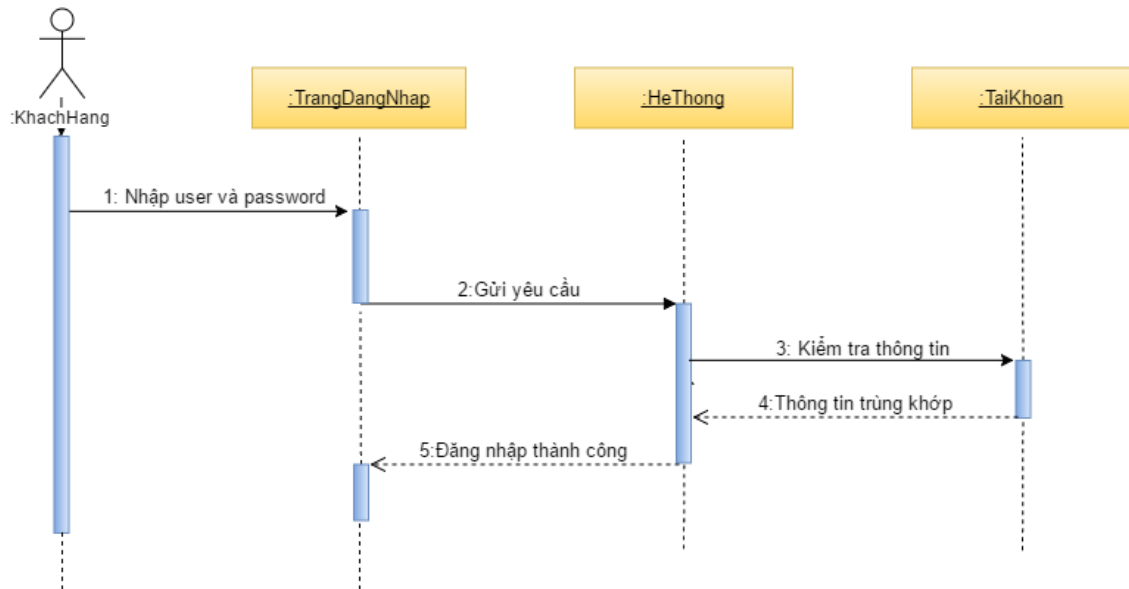 :TrangDangNhap
:HeThong
:TaiKhoan
:KhachHang
1: Nhập user và password
2:Gửi yêu cầu
3: Kiểm tra thông tin
4:Thông tin trùng khớp
5:Đăng nhập thành công